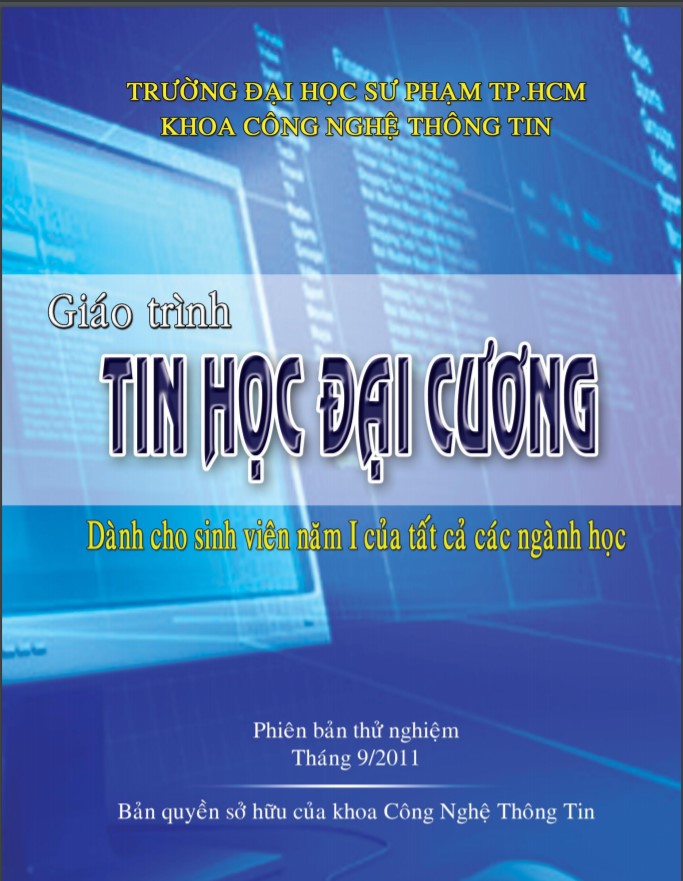 TRƯỜNG ĐẠI HỌC SƯ PHẠM TP.HCM
KHOA CÔNG NGHỆ THÔNG TIN
Giáo trình
TIN HỌC ĐẠI CƯƠNG
Dành cho sinh viên năm I của tất cả các ngành học
Phiên bản thử nghiệm
Tháng 9/2011
Bản quyền sở hữu của khoa Công Nghệ Thông Tin